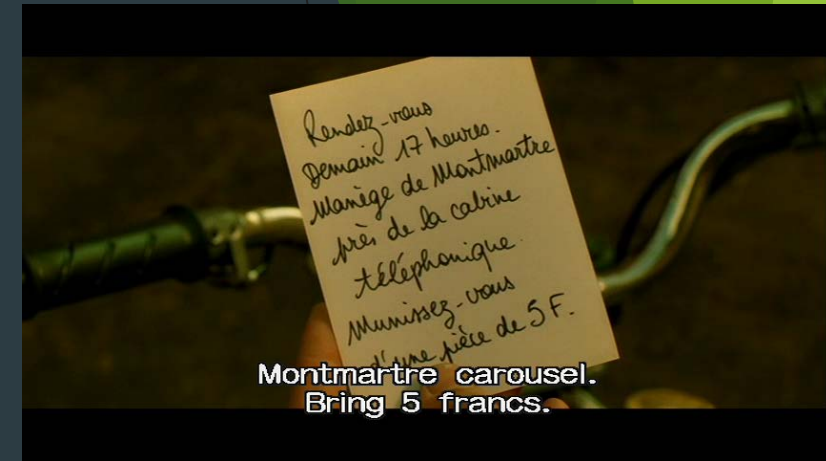 Rendez-vous
Demain 17 heures.
Manège de Montmartre
près de la cabine
téléphonique.
Munissez-vous
d'une pièce de 5 F.
Montmartre carousel.
Bring 5 francs.